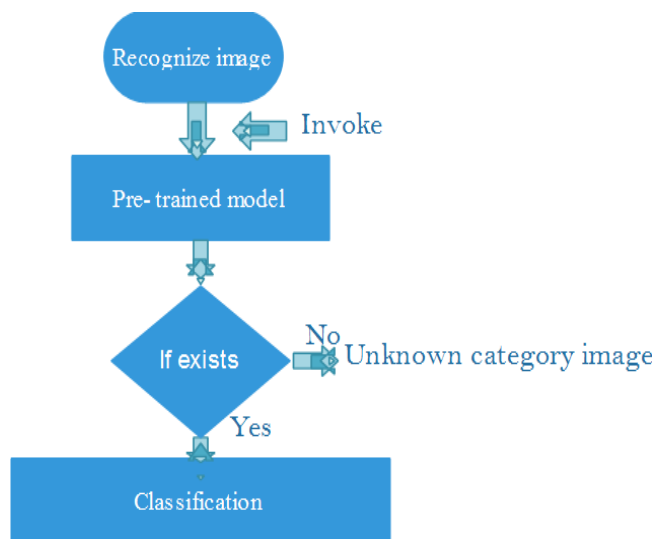 Recognize image
Invoke
Pre- trained model
If exists
No
Unknown category image
Yes
Classification